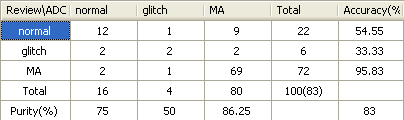 Review\ADC normal glitch MA Total Accuracy(%
normal 12 1 9 22 54.55
glitch 2 2 2 6 33.33
MA 2 1 69 72 95.83
Total 16 4 80 100(83)
Purity(%) 75 50 86.25 83